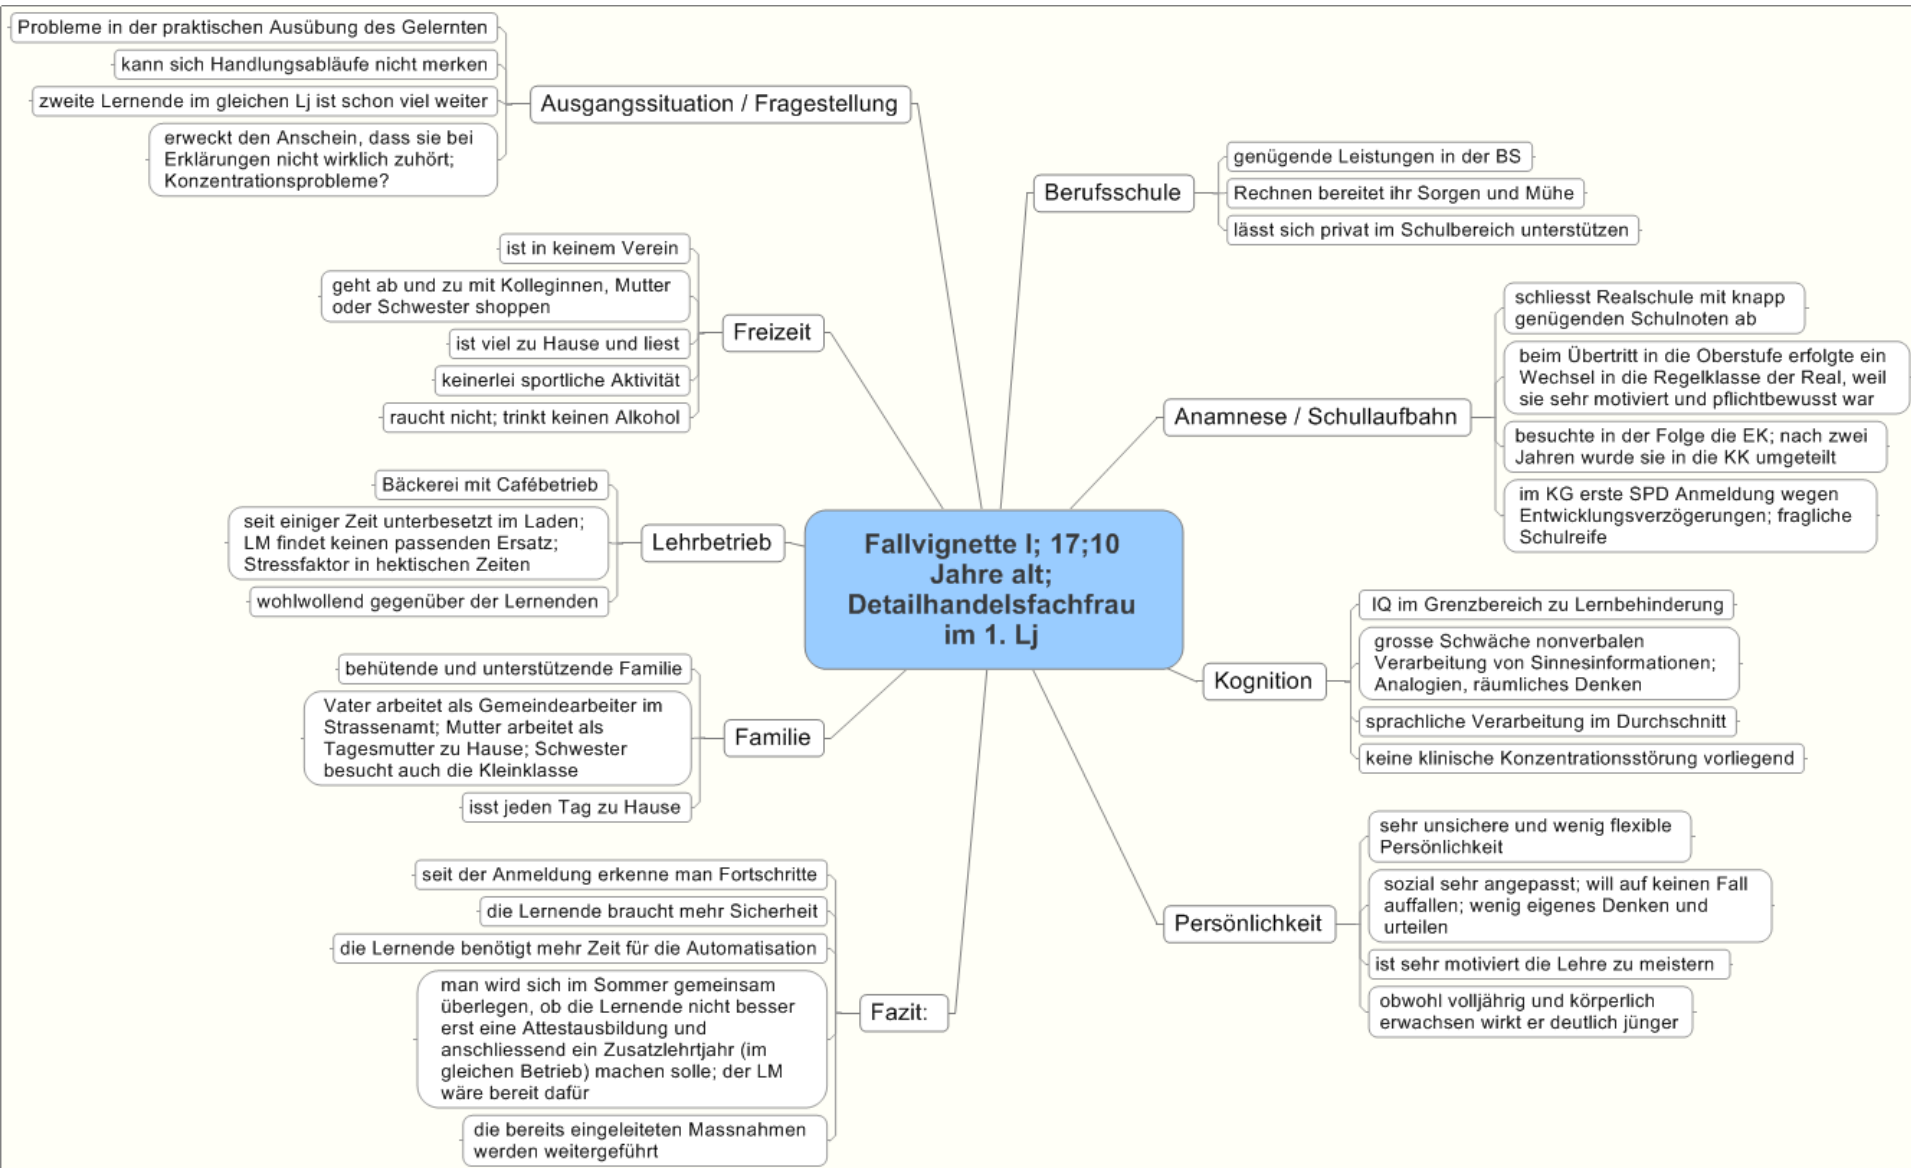 Probleme in der praktischen Ausübung des Gelernten
kann sich Handlungsabläufe nicht merken
zweite Lernende im gleichen Lj ist schon viel weiter
erweckt den Anschein, dass sie bei
Erklärungen nicht wirklich zuhört;
Konzentrationsprobleme?
Ausgangssituation / Fragestellung
ist in keinem Verein
geht ab und zu mit Kolleginnen, Mutter
oder Schwester shoppen
ist viel zu Hause und liest
keinerlei sportliche Aktivität
raucht nicht; trinkt keinen Alkohol
Freizeit
Bäckerei mit Cafébetrieb
seit einiger Zeit unterbesetzt im Laden;
LM findet keinen passenden Ersatz;
Stressfaktor in hektischen Zeiten
wohlwollend gegenüber der Lernenden
Lehrbetrieb
behütende und unterstützende Familie
Vater arbeitet als Gemeindearbeiter im
Strassenamt; Mutter arbeitet als
Tagesmutter zu Hause; Schwester
besucht auch die Kleinklasse
isst jeden Tag zu Hause
Familie
seit der Anmeldung erkenne man Fortschritte
die Lernende braucht mehr Sicherheit
die Lernende benötigt mehr Zeit für die Automatisation
man wird sich im Sommer gemeinsam
überlegen, ob die Lernende nicht besser
erst eine Attestausbildung und
anschliessend ein Zusatzlehrtjahr (im
gleichen Betrieb) machen solle; der LM
wäre bereit dafür
die bereits eingeleiteten Massnahmen
werden weitergeführt
Fazit:
Fallvignette I; 17;10
Jahre alt;
Detailhandelsfachfrau
im 1. Lj
Berufsschule
genügende Leistungen in der BS
Rechnen bereitet ihr Sorgen und Mühe
lässt sich privat im Schulbereich unterstützen
Anamnese / Schullaufbahn
schliesst Realschule mit knapp
genügenden Schulnoten ab
beim Übertritt in die Oberstufe erfolgte ein
Wechsel in die Regelklasse der Real, weil
sie sehr motiviert und pflichtbewusst war
besuchte in der Folge die EK; nach zwei
Jahren wurde sie in die KK umgeteilt
im KG erste SPD Anmeldung wegen
Entwicklungsverzögerungen; fragliche
Schulreife
Kognition
IQ im Grenzbereich zu Lernbehinderung
grosse Schwäche nonverbalen
Verarbeitung von Sinnesinformationen;
Analogien, räumliches Denken
sprachliche Verarbeitung im Durchschnitt
keine klinische Konzentrationsstörung vorliegend
Persönlichkeit
sehr unsichere und wenig flexible
Persönlichkeit
sozial sehr angepasst; will auf keinen Fall
auffallen; wenig eigenes Denken und
urteilen
ist sehr motiviert die Lehre zu meistern
obwohl volljährig und körperlich
erwachsen wirkt er deutlich jünger